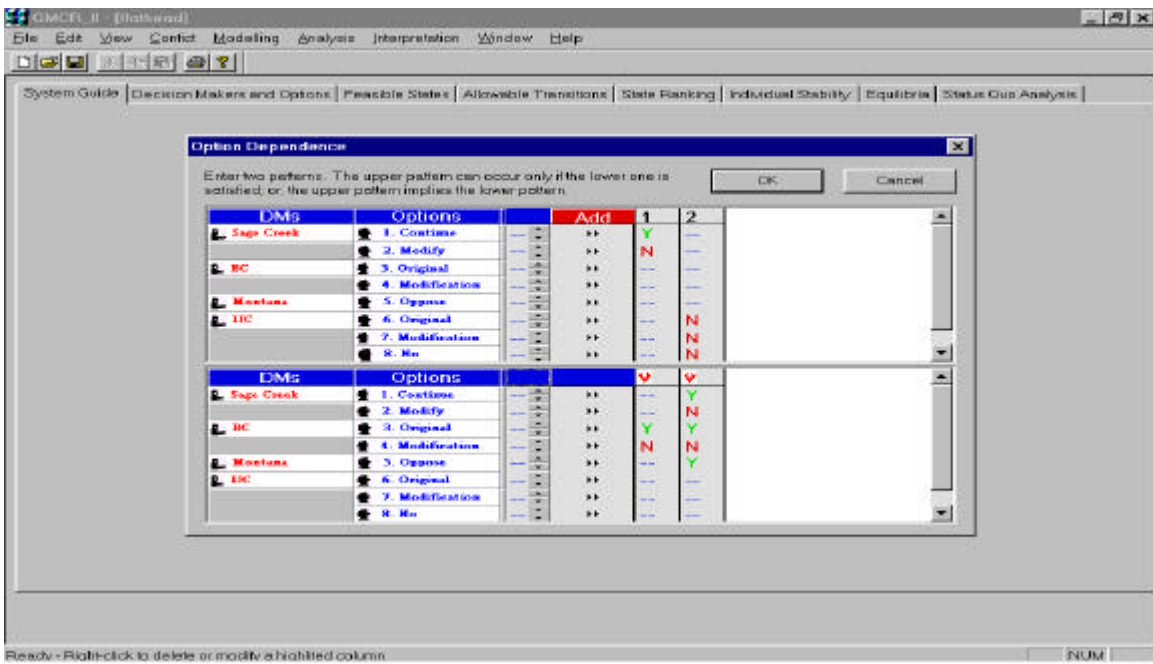 GMCR_II - [flathead]
File Edit View Confict Modelling Analysis Interpretation Window Help
System Guide Decision Makers and Options Feasible States Allowable Transitions State Ranking Individual Stability Equilibria Status Quo Analysis
Option Dependence
Enter two patterns. The upper pattern can occur only if the lower one is
satisfied; or, the upper pattern implies the lower pattern.
OK Cancel
DMs Options Add 1 2
Sage Creek 1. Continue -- Y --
2. Modify -- N --
BC 3. Original -- -- --
4. Modification -- -- --
Montana 5. Oppose -- -- --
IJC 6. Original -- -- N
7. Modification -- -- N
8. No -- -- N
DMs Options
Sage Creek 1. Continue -- -- Y
2. Modify -- -- N
BC 3. Original -- Y Y
4. Modification -- N N
Montana 5. Oppose -- -- Y
IJC 6. Original -- -- --
7. Modification -- -- --
8. No -- -- --
Ready - Right-click to delete or modify a highlited column. NUM